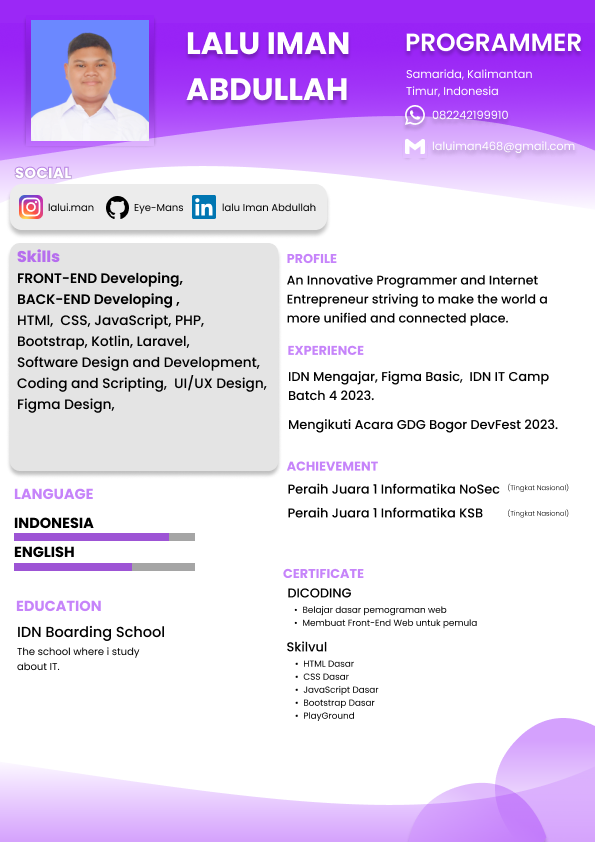 LALU IMAN
ABDULLAH
PROGRAMMER
Samarida, Kalimantan
Timur, Indonesia
082242199910
laluiman468@gmail.com
SOCIAL
lalui.man
Eye-Mans
lalu Iman Abdullah
Skills
FRONT-END Developing,
BACK-END Developing ,
HTMl, CSS, JavaScript, PHP,
Bootstrap, Kotlin, Laravel,
Software Design and Development,
Coding and Scripting, UI/UX Design,
Figma Design,
LANGUAGE
INDONESIA
ENGLISH
EDUCATION
IDN Boarding School
The school where i study
about IT.
PROFILE
An Innovative Programmer and Internet
Entrepreneur striving to make the world a
more unified and connected place.
EXPERIENCE
IDN Mengajar, Figma Basic, IDN IT Camp
Batch 4 2023.
Mengikuti Acara GDG Bogor DevFest 2023.
ACHIEVEMENT
Peraih Juara 1 Informatika NoSec (Tingkat Nasional)
Peraih Juara 1 Informatika KSB (Tingkat Nasional)
CERTIFICATE
DICODING
• Belajar dasar pemograman web
• Membuat Front-End Web untuk pemula
Skilvul
• HTML Dasar
• CSS Dasar
• JavaScript Dasar
• Bootstrap Dasar
• PlayGround